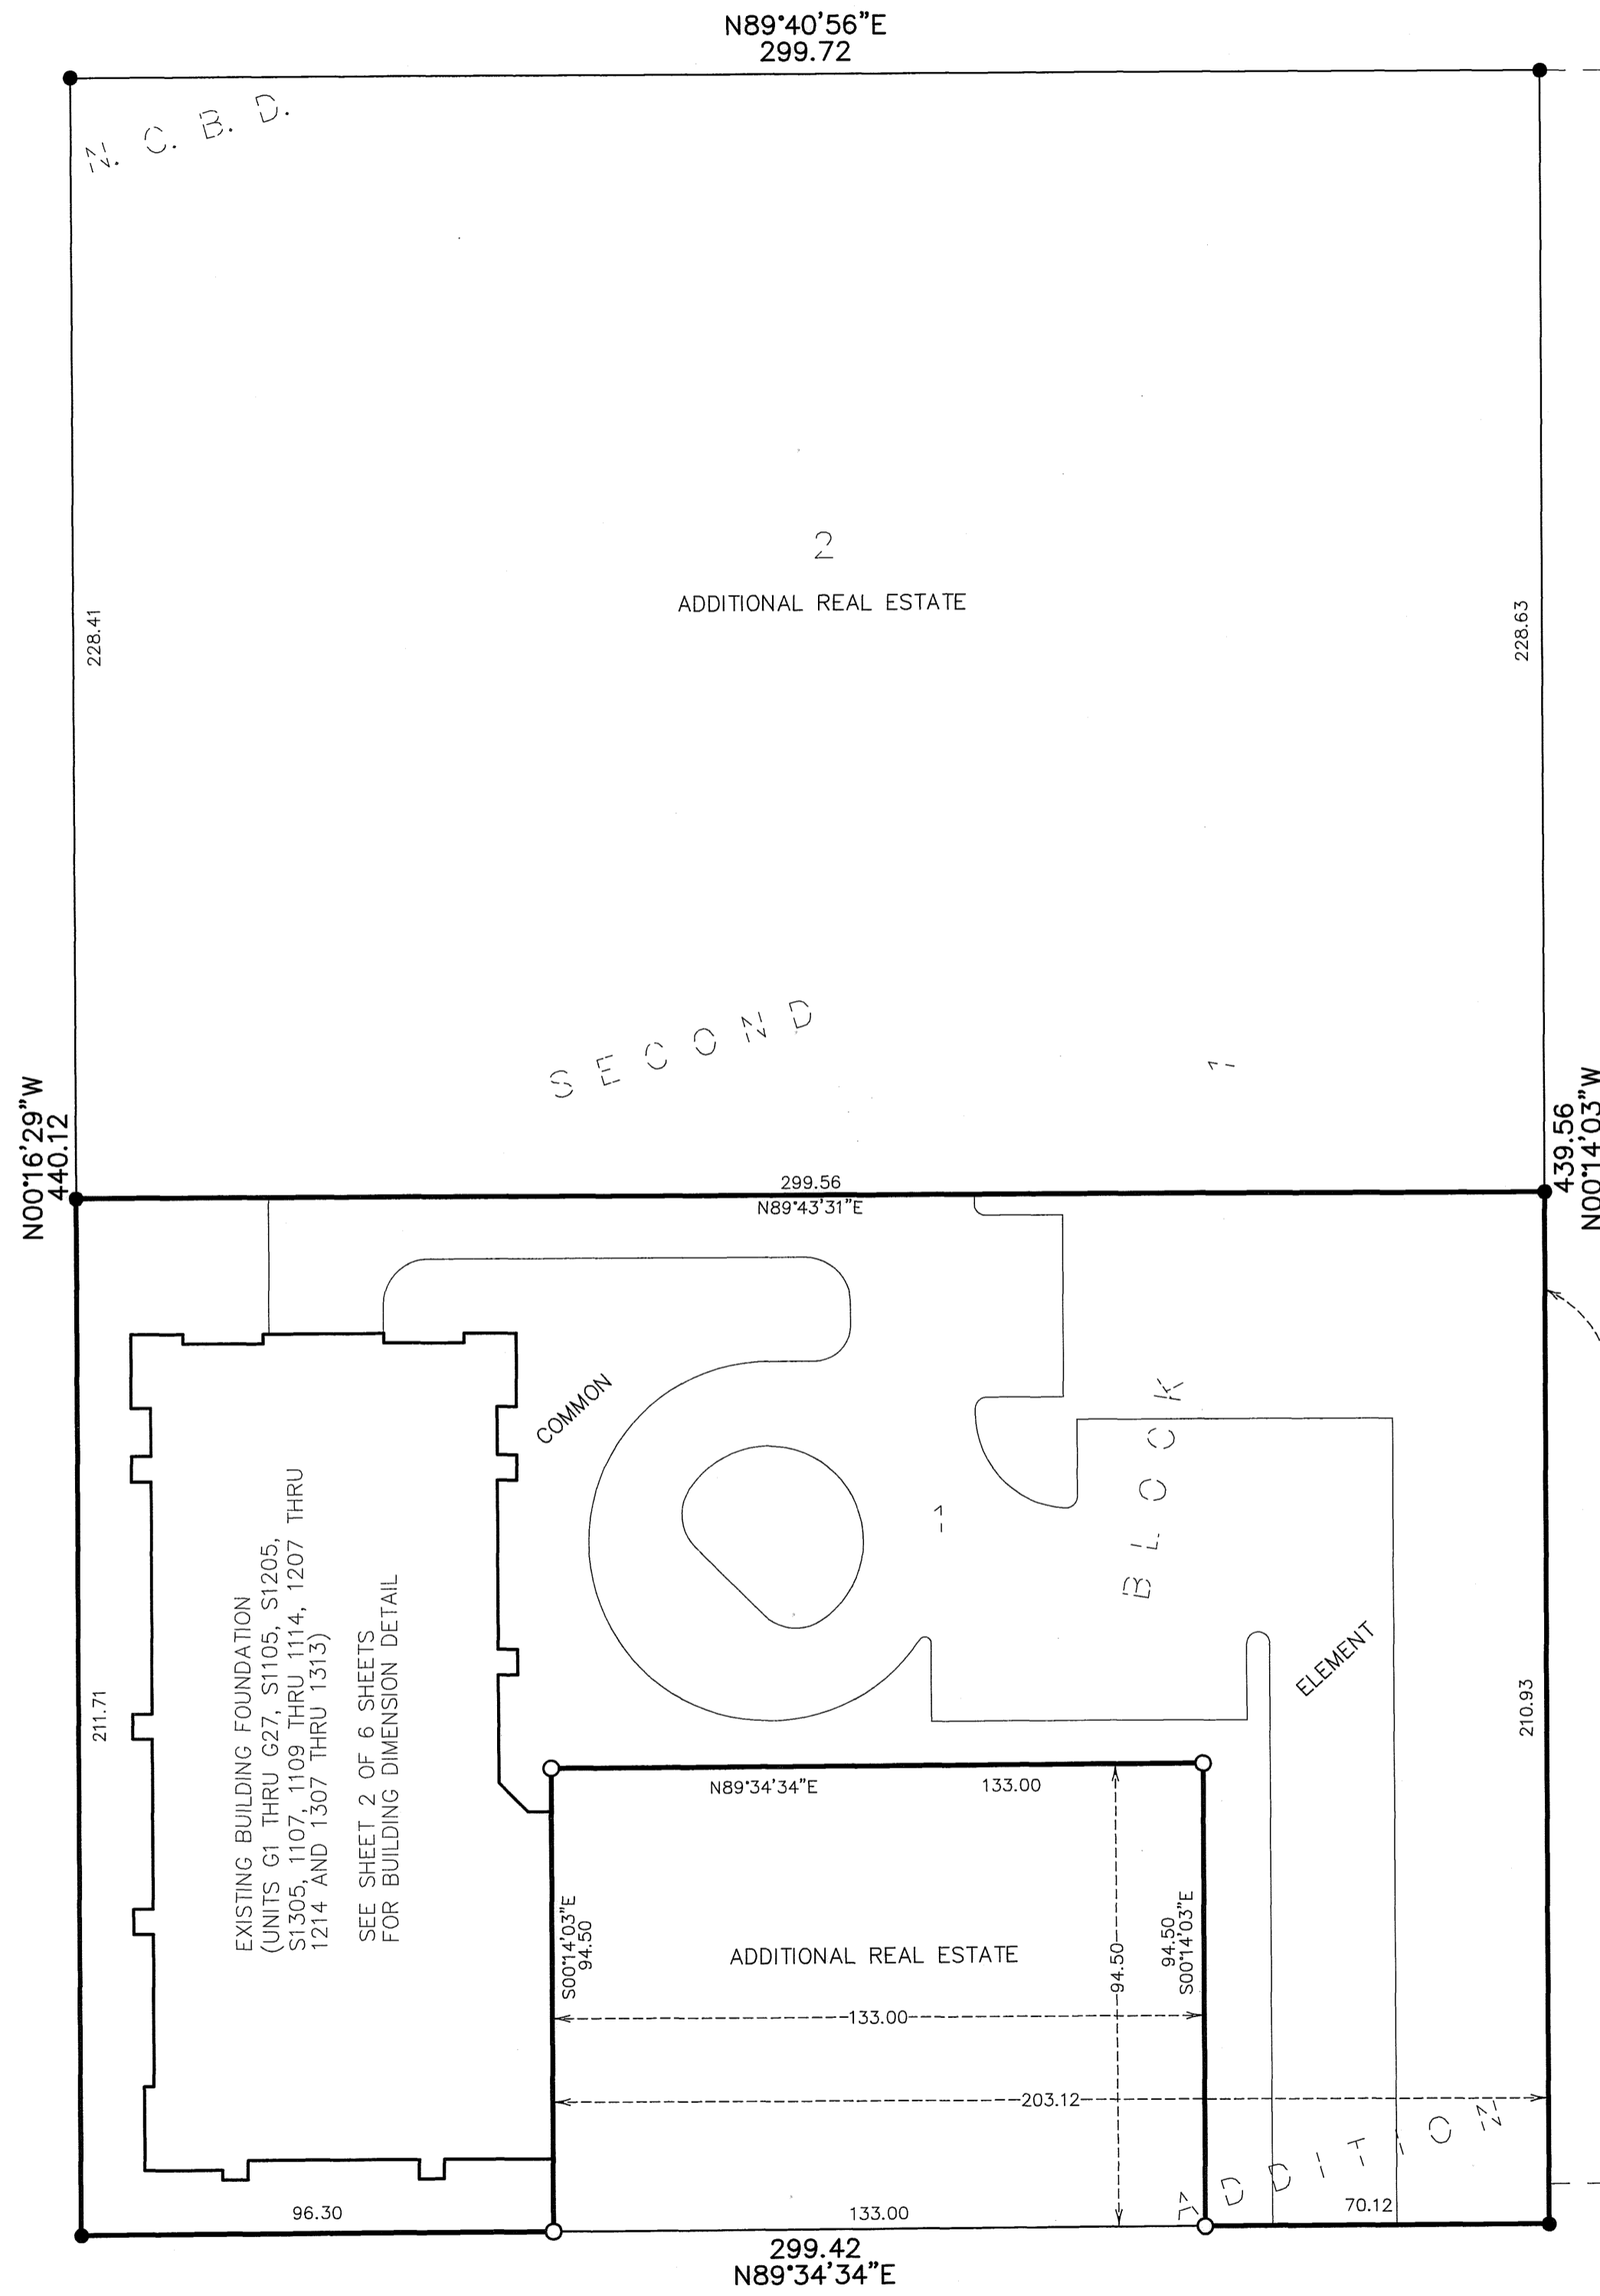 N89°40'56"E
299.72
N. C. B. D.
2
ADDITIONAL REAL ESTATE
228.41
228.63
SECOND
1
N00°16'29"W
440.12
439.56
N00°14'03"W
299.56
N89°43'31"E
COMMON
BLOCK
1
ELEMENT
EXISTING BUILDING FOUNDATION
(UNITS G1 THRU G27, S1105, S1205,
S1305, 1107, 1109 THRU 1114, 1207 THRU
1214 AND 1307 THRU 1313)
SEE SHEET 2 OF 6 SHEETS
FOR BUILDING DIMENSION DETAIL
211.71
210.93
N89°34'34"E 133.00
S00°14'03"E
94.50
ADDITIONAL REAL ESTATE
94.50
94.50
S00°14'03"E
133.00
203.12
ADDITION
96.30
133.00
70.12
299.42
N89°34'34"E